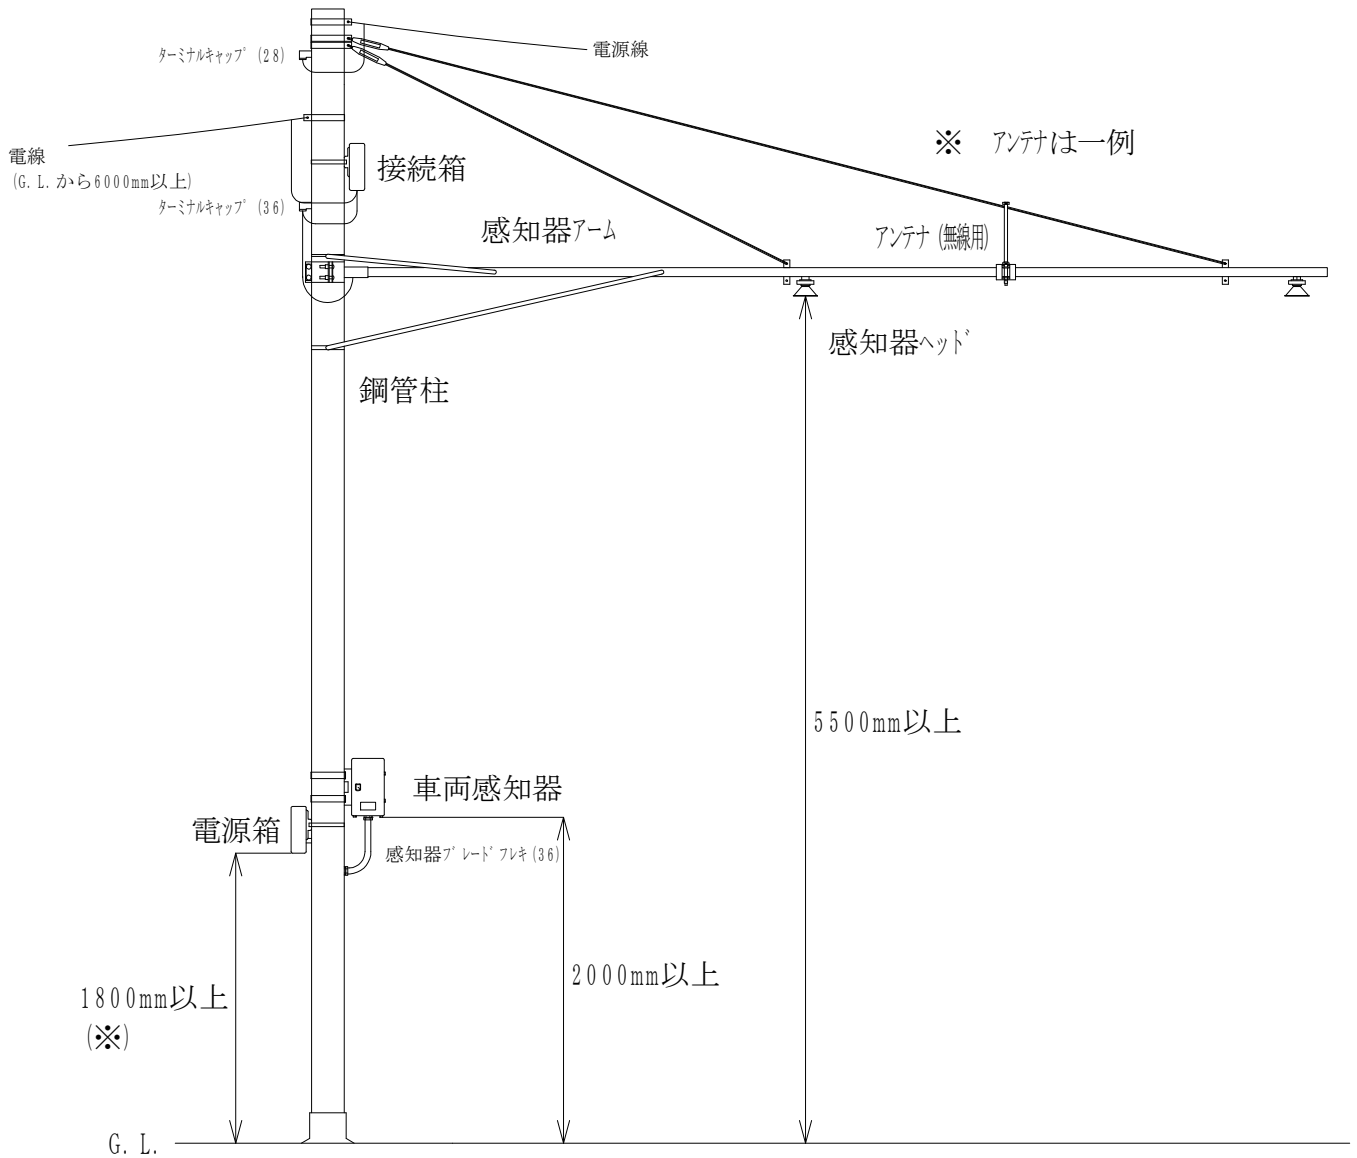 電源線
ターミナルキャップ (28)
※ アンテナは一例
電線
(G.L.から6000mm以上)
接続箱
ターミナルキャップ (36)
感知器アーム
アンテナ (無線用)
感知器ヘッド
鋼管柱
5500mm以上
車両感知器
電源箱
感知器ブレードフレキ(36)
2000mm以上
1800mm以上
(※)
G.L.